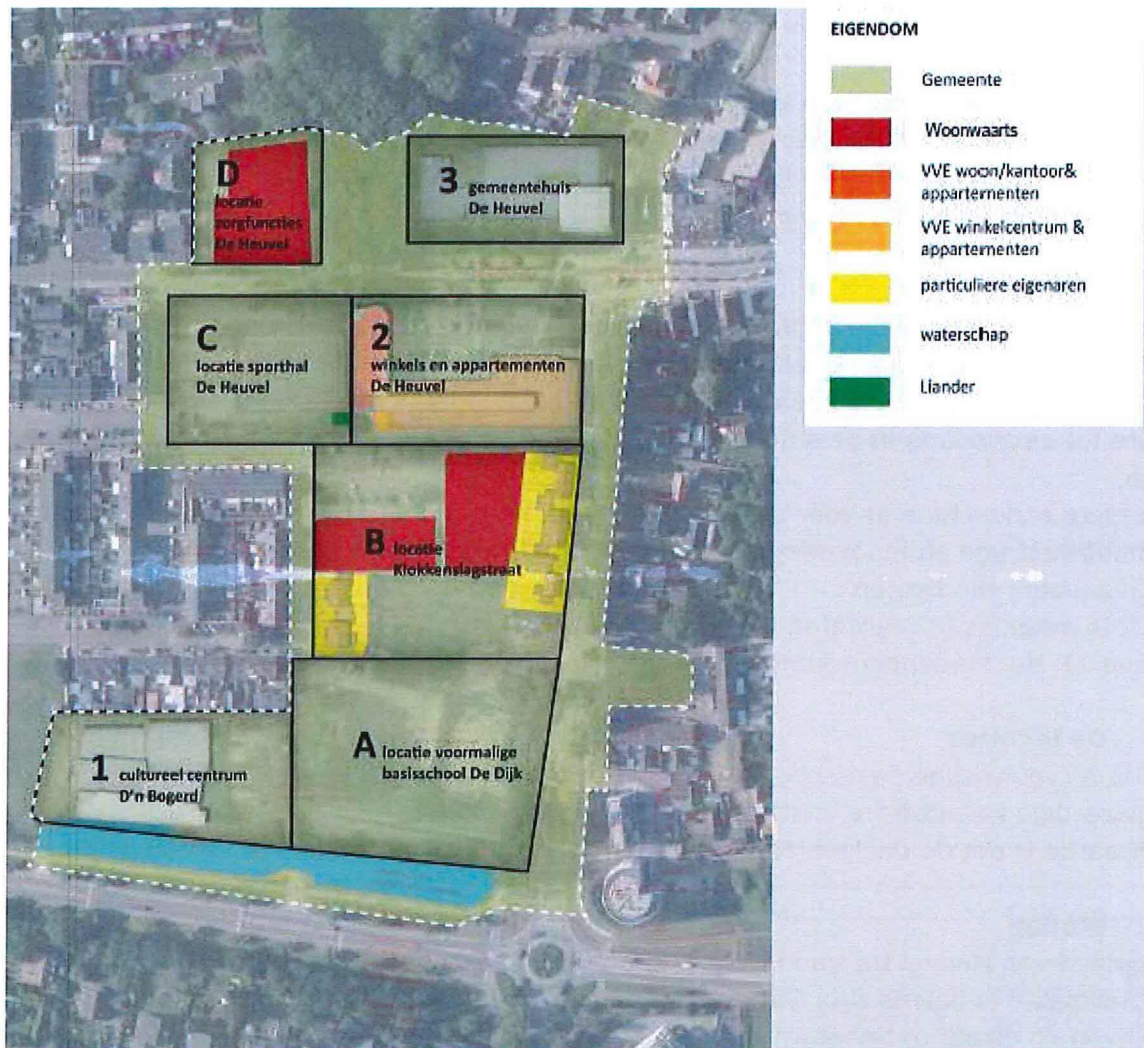 EIGENDOM
Gemeente
Woonwaarts
VVE woon/kantoor&
appartementen
VVE winkelcentrum &
appartementen
particuliere eigenaren
waterschap
Liander
D
locatie
zorgfuncties
De Heuvel
3 gemeentehuis
De Heuvel
C
locatie sporthal
De Heuvel
2
winkels en appartementen
De Heuvel
B locatie
Klokkenslagstraat
A locatie voormalige
basisschool De Dijk
1 cultureel centrum
D'n Bogerd